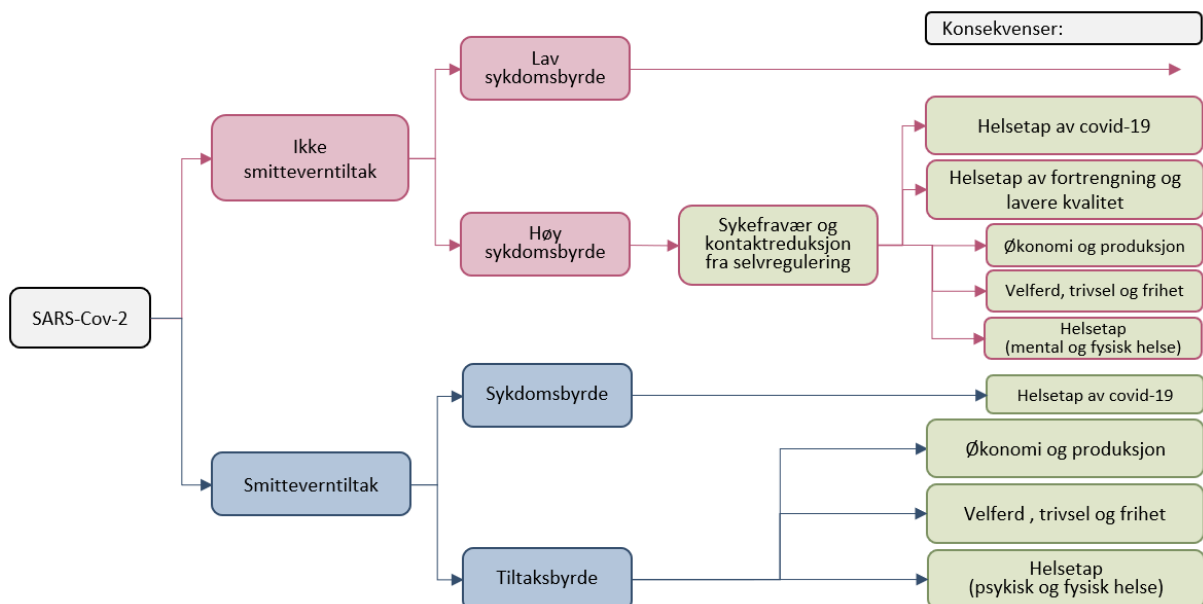 Konsekvenser:
Lav
sykdomsbyrde
Helsetap av covid-19
Ikke
smitteverntiltak
Helsetap av fortrengning og
lavere kvalitet
Høy
sykdomsbyrde
Sykefravær og
kontaktreduksjon
fra selvregulering
Økonomi og produksjon
Velferd, trivsel og frihet
Helsetap
(mental og fysisk helse)
SARS-Cov-2
Sykdomsbyrde
Helsetap av covid-19
Økonomi og produksjon
Smitteverntiltak
Velferd , trivsel og frihet
Tiltaksbyrde
Helsetap
(psykisk og fysisk helse)